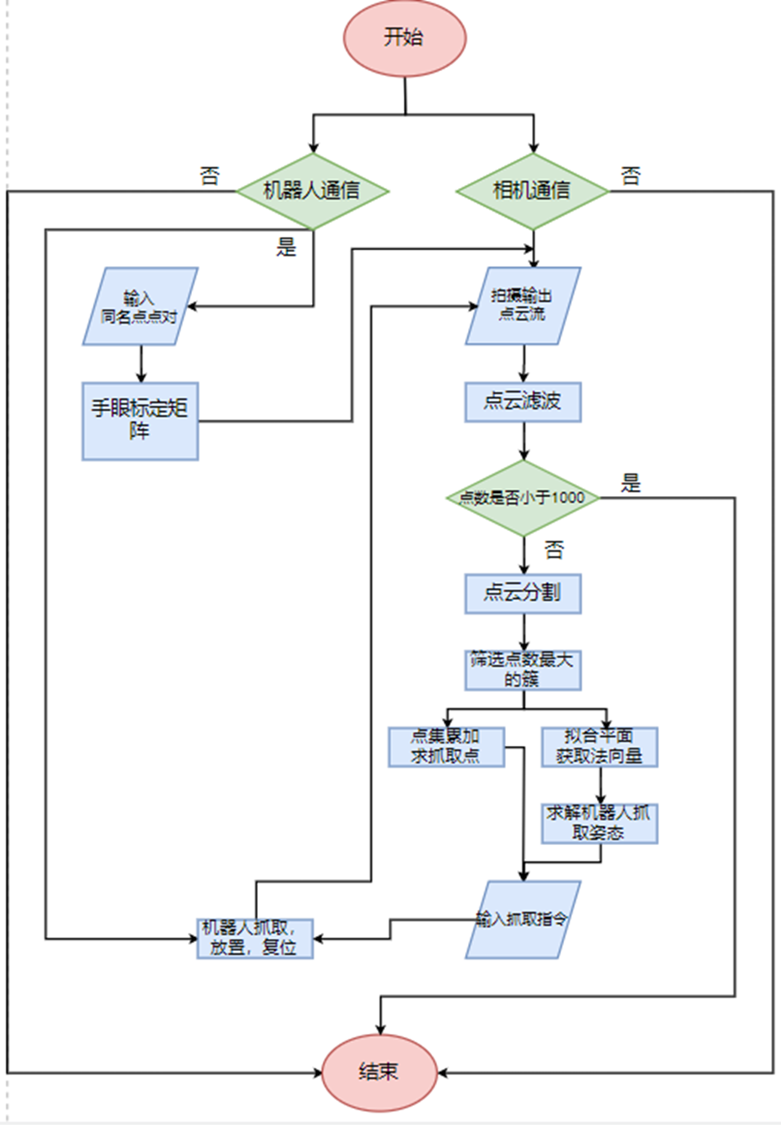 开始
否
机器人通信
相机通信
否
是
输入
同名点点对
拍摄输出
点云流
手眼标定矩
阵
点云滤波
点数是否小于1000
是
否
点云分割
筛选点数最大
的簇
点集累加
求抓取点
拟合平面
获取法向量
求解机器人抓
取姿态
输入抓取指令
机器人抓取，
放置，复位
结束